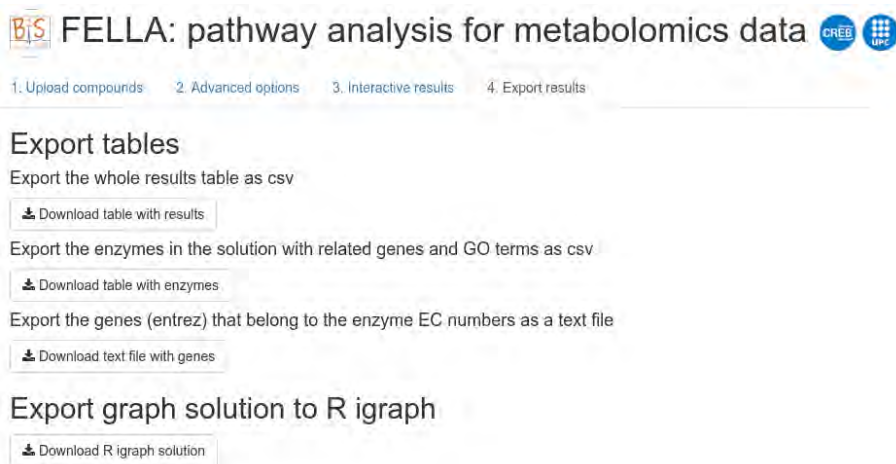 B S FELLA: pathway analysis for metabolomics data CREB UPC
1. Upload compounds 2. Advanced options 3. Interactive results 4. Export results
Export tables
Export the whole results table as csv
Download table with results
Export the enzymes in the solution with related genes and GO terms as csv
Download table with enzymes
Export the genes (entrez) that belong to the enzyme EC numbers as a text file
Download text file with genes
Export graph solution to R igraph
Download R igraph solution